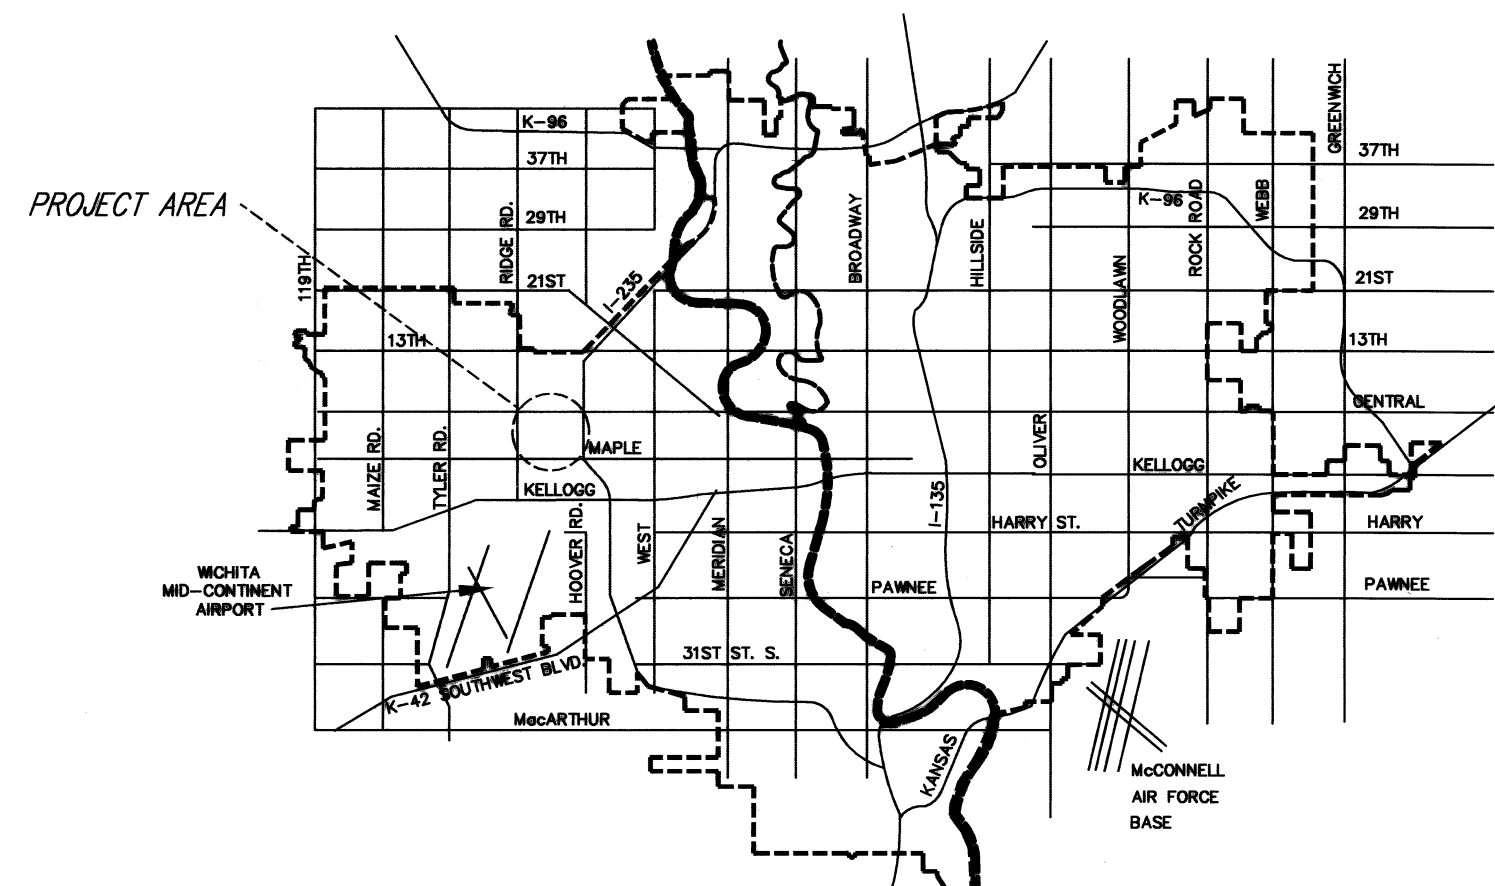 K-96
37TH
GREENWICH
37TH
PROJECT AREA
RIDGE RD.
29TH
BROADWAY
HILLSIDE
K-96
ROCK ROAD
WEBB
29TH
119TH
21ST
I-235
WOODLAWN
21ST
13TH
13TH
CENTRAL
MAIZE RD.
TYLER RD.
MAPLE
OLIVER
KELLOGG
KELLOGG
I-135
TURNPIKE
HOOVER RD.
WEST
MERIDIAN
SENECA
HARRY ST.
HARRY
WICHITA
MID-CONTINENT
AIRPORT
PAWNEE
PAWNEE
31ST ST. S.
K-42 SOUTHWEST BLVD.
MacARTHUR
KANSAS
McCONNELL
AIR FORCE
BASE